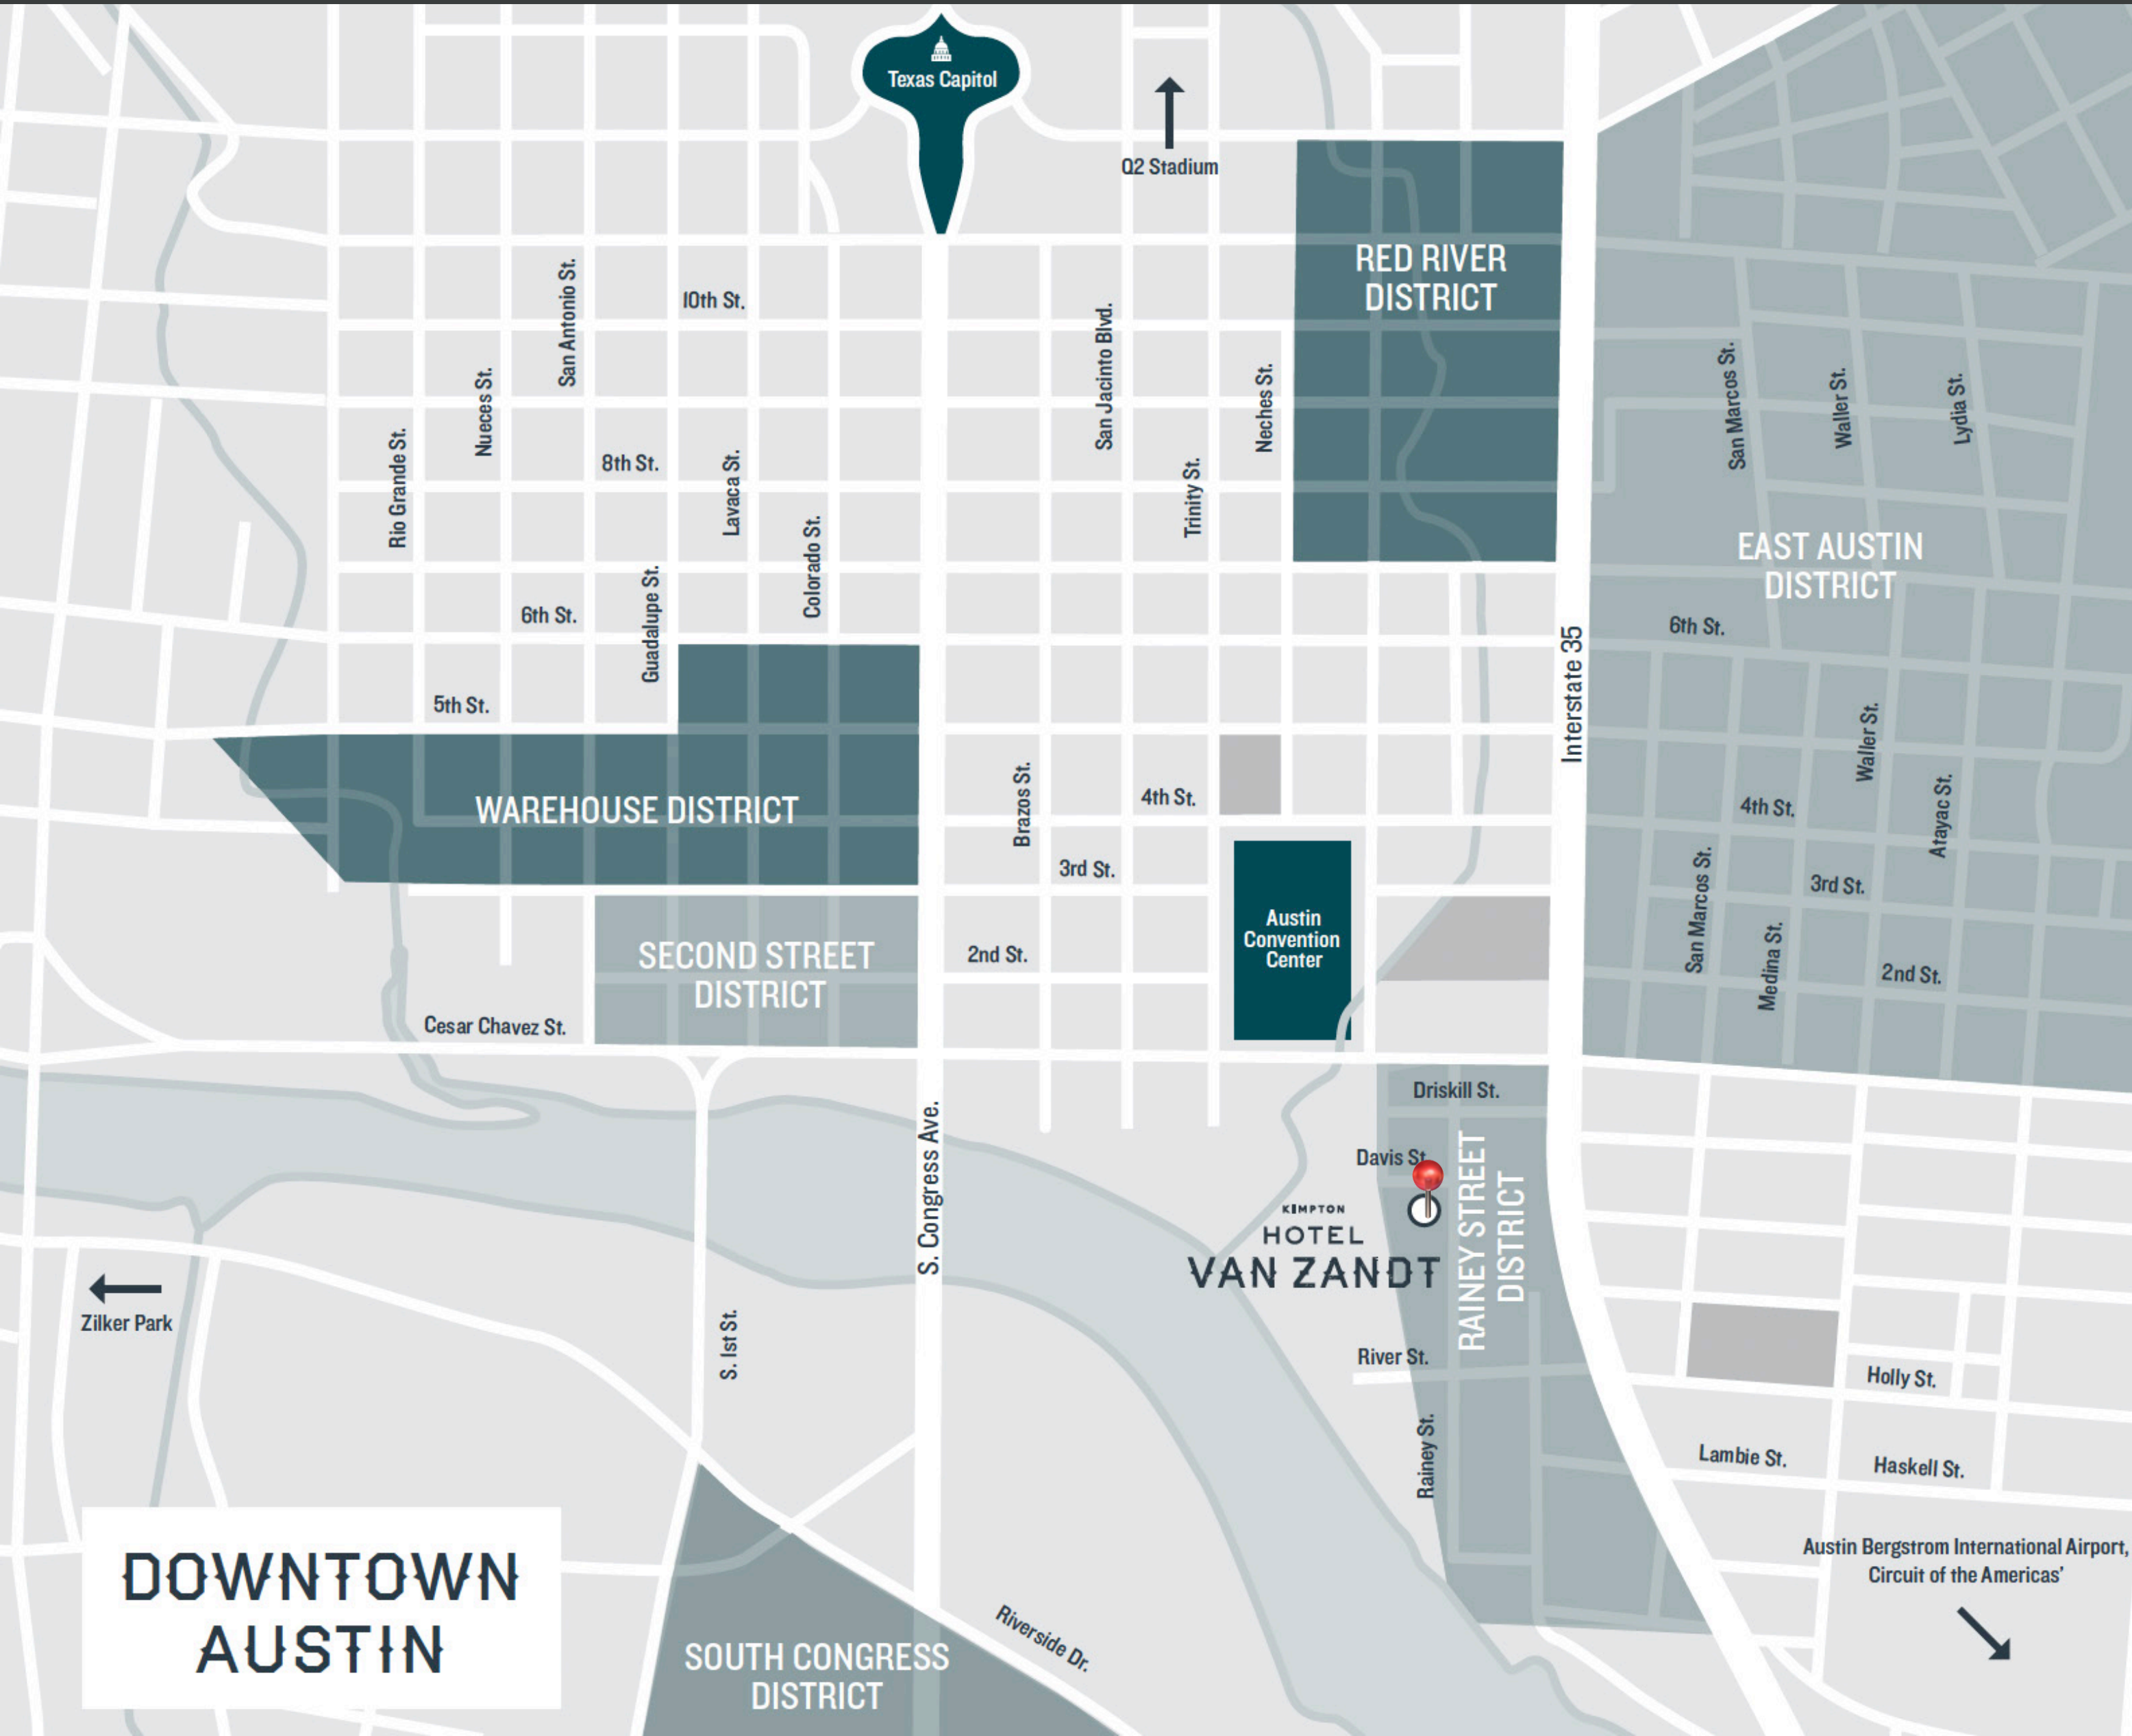 Texas Capitol
Q2 Stadium
RED RIVER
DISTRICT
San Antonio St.
10th St.
San Jacinto Blvd.
Nueces St.
Neches St.
San Marcos St.
Waller St.
Lydia St.
Rio Grande St.
8th St.
Lavaca St.
Trinity St.
Colorado St.
EAST AUSTIN
DISTRICT
6th St.
Guadalupe St.
6th St.
Interstate 35
5th St.
Waller St.
WAREHOUSE DISTRICT
Brazos St.
4th St.
4th St.
Atayac St.
3rd St.
3rd St.
San Marcos St.
Austin
Convention
Center
SECOND STREET
DISTRICT
2nd St.
Medina St.
2nd St.
Cesar Chavez St.
Driskill St.
S. Congress Ave.
Davis St.
RAINEY STREET
DISTRICT
KIMPTON
HOTEL
VAN ZANDT
Zilker Park
S. 1st St.
River St.
Holly St.
Rainey St.
Lambie St.
Haskell St.
DOWNTOWN
AUSTIN
Austin Bergstrom International Airport,
Circuit of the Americas'
Riverside Dr.
SOUTH CONGRESS
DISTRICT